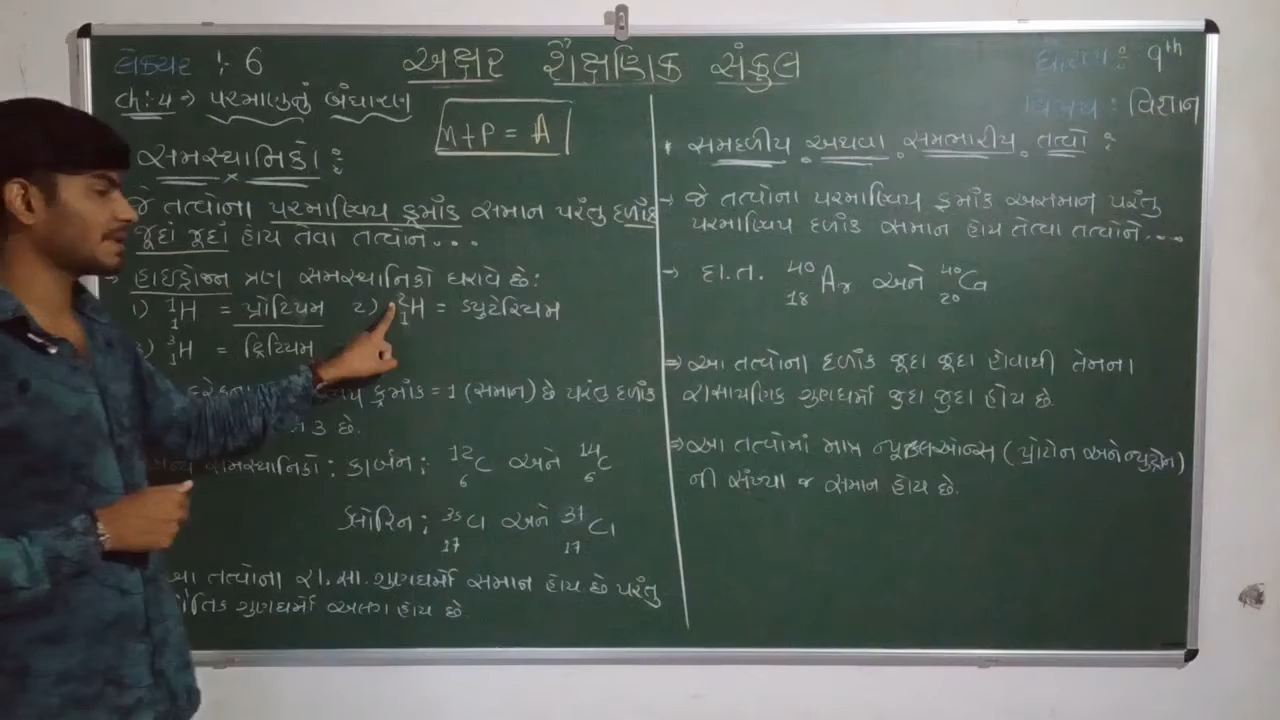 લેક્ચર :- 6
અક્ષર શૈક્ષણિક સંકુલ
ધોરણ : 9th
વિષય : વિજ્ઞાન
ch : 4 → પરમાણુનું બંધારણ
n + p = A
સમસ્થાનિકો :
જે તત્વોના પરમાણ્વિય ક્રમાંક સમાન પરંતુ દળાંક
જૂદાં જૂદાં હોય તેવા તત્વોને...
હાઈડ્રોજન ત્રણ સમસ્થાનિકો ધરાવે છે:
1) ¹₁H = પ્રોટિયમ 2) ²₁H = ડ્યુટેરિયમ
) ³₁H = ટ્રિટિયમ
ક્રમાંક = 1 (સમાન) છે પરંતુ દળાંક
3 છે.
સમસ્થાનિકો : કાર્બન : ¹²₆C અને ¹⁴₆C
ક્લોરિન : ³⁵₁₇Cl અને ³⁷₁₇Cl
આ તત્વોના રા. સા. ગુણધર્મો સમાન હોય છે પરંતુ
ભૌતિક ગુણધર્મો અલગ હોય છે.
સમદળીય અથવા સમભારીય તત્વો :
→ જે તત્વોના પરમાણ્વિય ક્રમાંક અસમાન પરંતુ
પરમાણ્વિય દળાંક સમાન હોય તેવા તત્વોને...
→ દા.ત. ⁴⁰₁₈Ar અને ⁴⁰₂₀Ca
⇒ આ તત્વોના દળાંક જૂદા જૂદા હોવાથી તેમના
રાસાયણિક ગુણધર્મો જુદા જુદા હોય છે.
⇒ આ તત્વોમાં માત્ર ન્યૂક્લિઓન્સ (પ્રોટોન અને ન્યુટ્રોન)
ની સંખ્યા જ સમાન હોય છે.